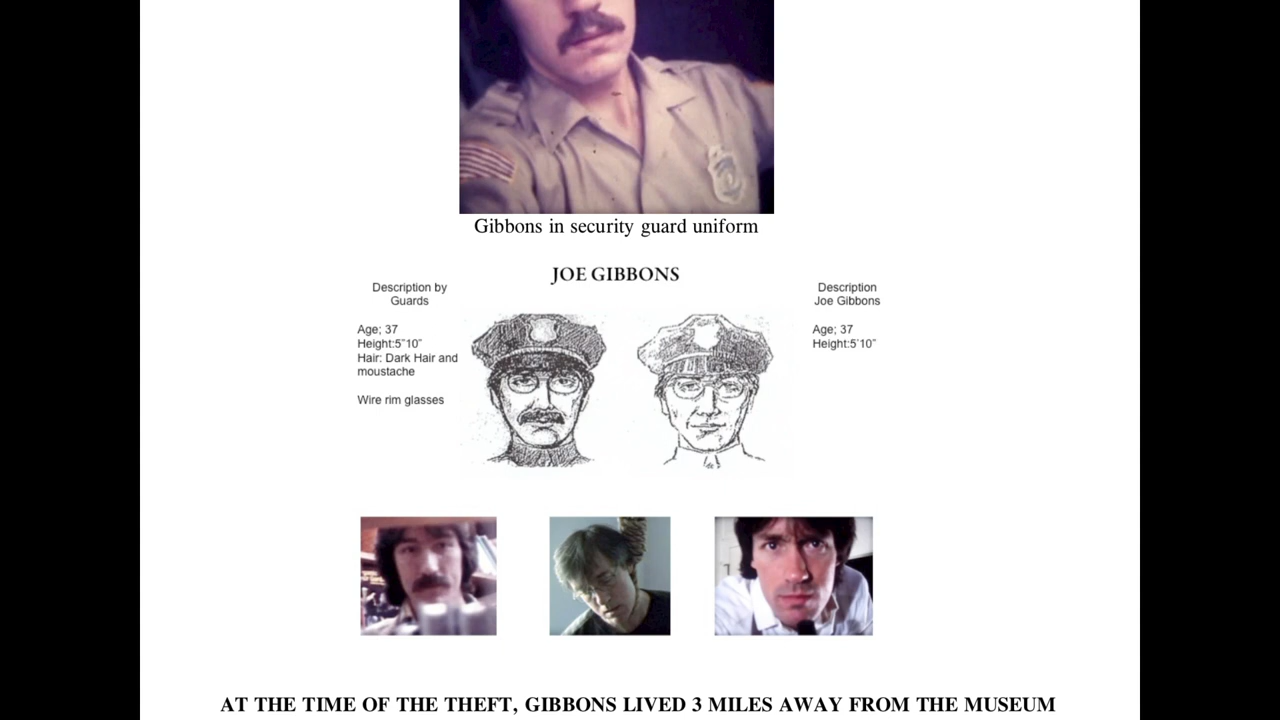 Gibbons in security guard uniform
JOE GIBBONS
Description by
Guards
Age; 37
Height:5"10"
Hair: Dark Hair and
moustache
Wire rim glasses
Description
Joe Gibbons
Age; 37
Height:5'10"
AT THE TIME OF THE THEFT, GIBBONS LIVED 3 MILES AWAY FROM THE MUSEUM